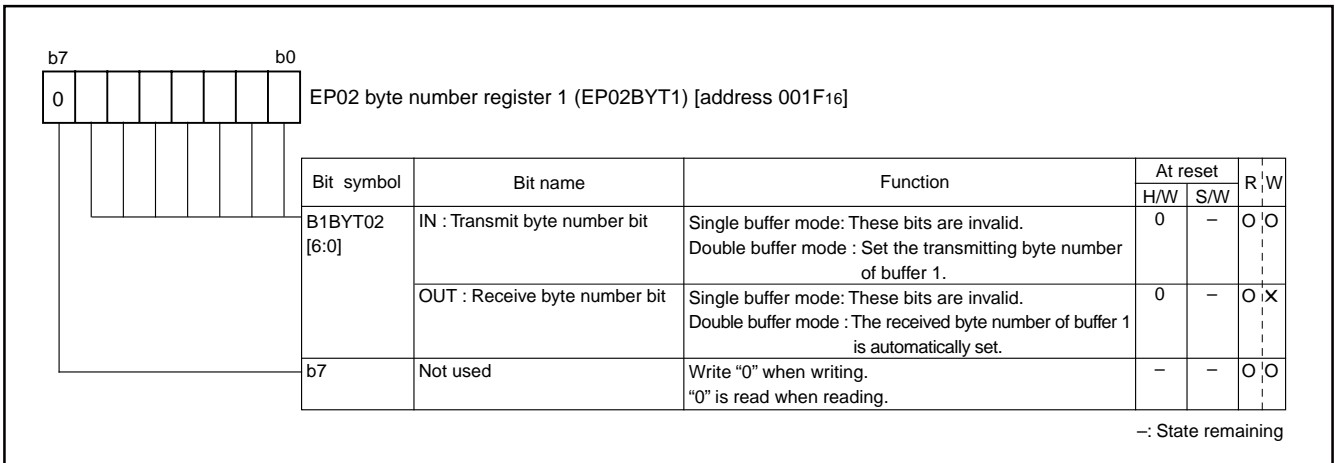 b7 b0
0 EP02 byte number register 1 (EP02BYT1) [address 001F16]
Bit symbol Bit name Function At reset R W
H/W S/W
B1BYT02 IN : Transmit byte number bit Single buffer mode: These bits are invalid. 0 – O O
[6:0] Double buffer mode : Set the transmitting byte number
of buffer 1.
OUT : Receive byte number bit Single buffer mode: These bits are invalid. 0 – O ×
Double buffer mode : The received byte number of buffer 1
is automatically set.
b7 Not used Write “0” when writing. – – O O
“0” is read when reading.
–: State remaining